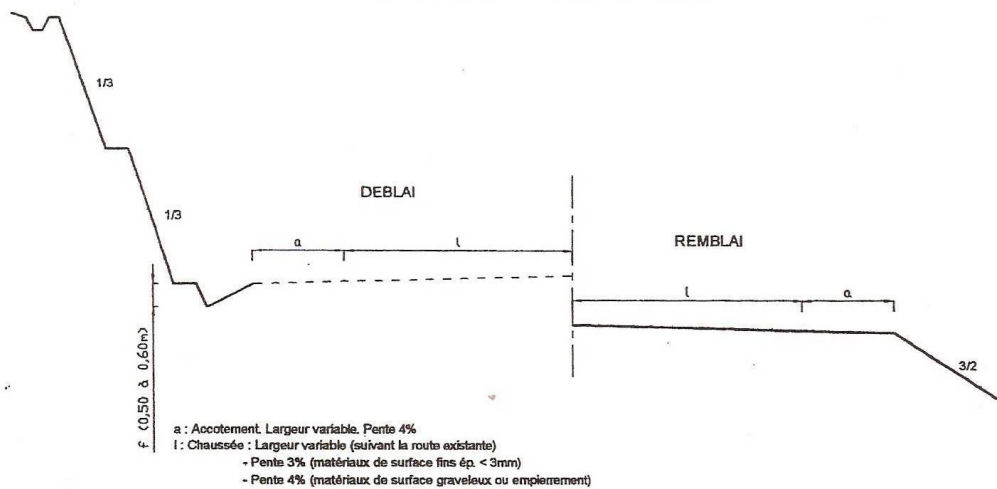 1/3
1/3
DEBLAI
a
l
REMBLAI
l
a
3/2
f (0,50 à 0,60m)
a : Accotement. Largeur variable. Pente 4%
l : Chaussée : Largeur variable (suivant la route existante)
- Pente 3% (matériaux de surface fins ép. < 3mm)
- Pente 4% (matériaux de surface graveleux ou empierrement)